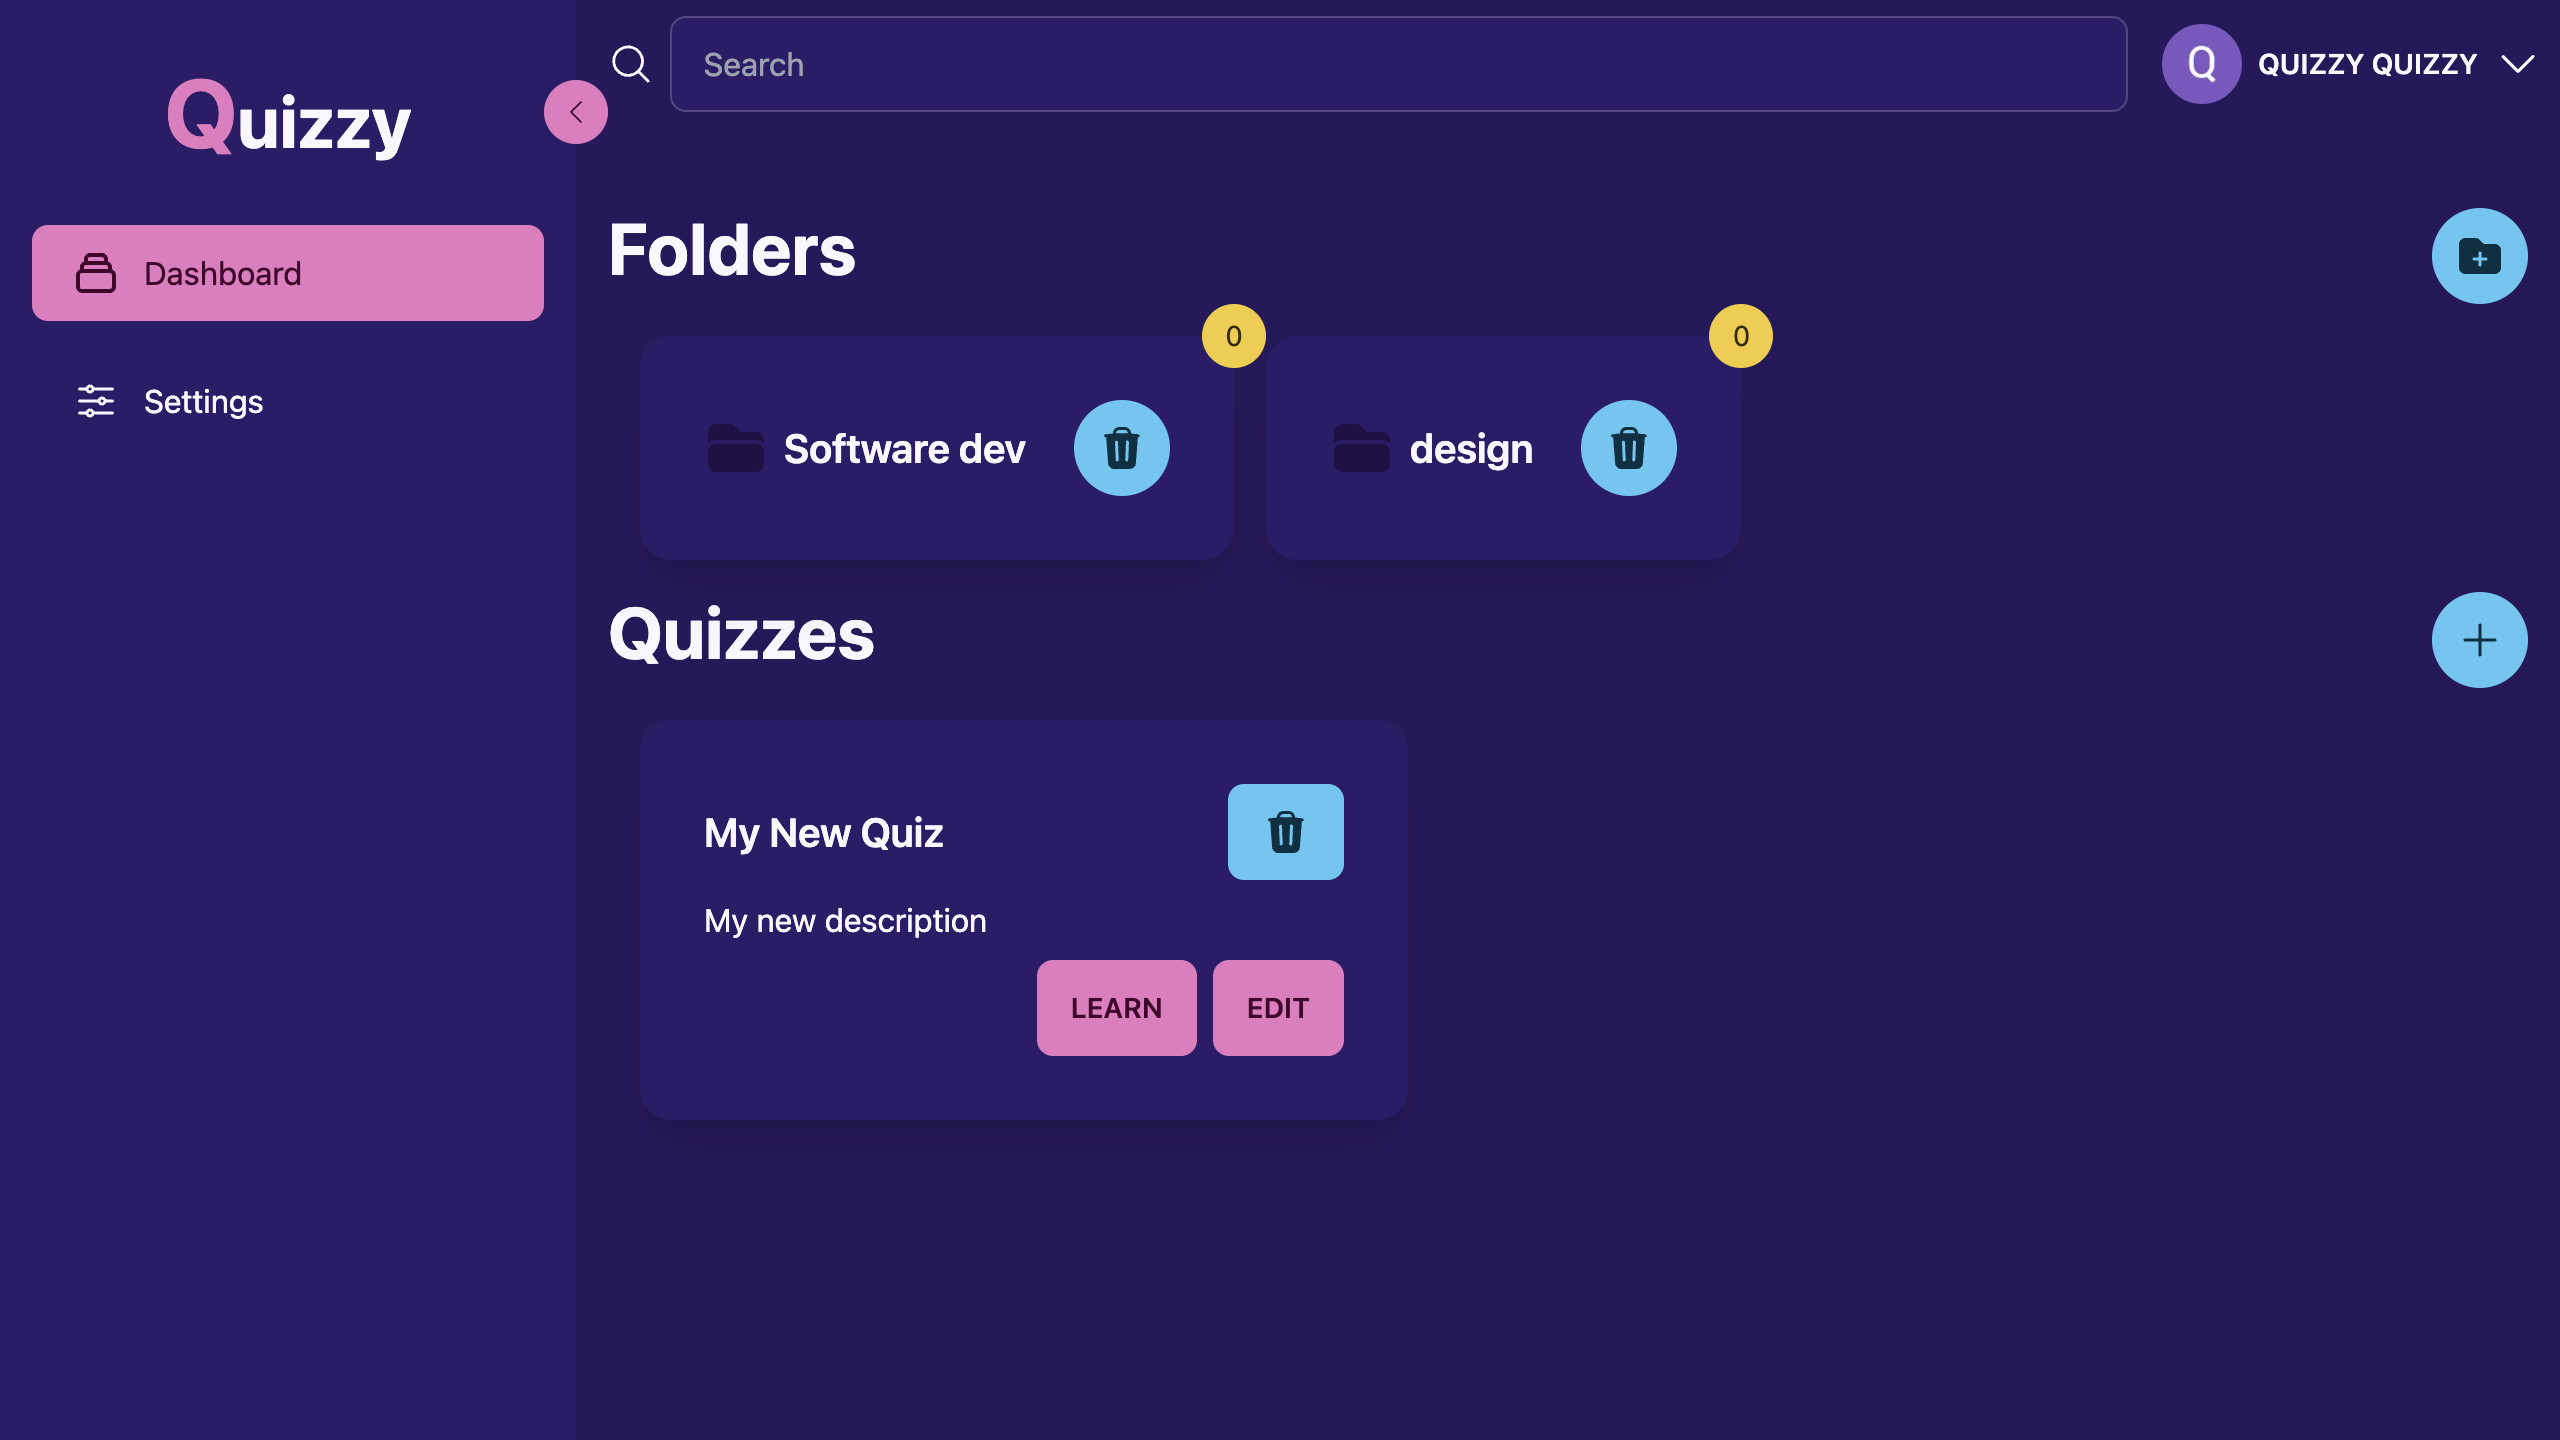 Quizzy
Search
Q QUIZZY QUIZZY
Dashboard
Settings
Folders
0
0
Software dev
design
Quizzes
My New Quiz
My new description
LEARN
EDIT